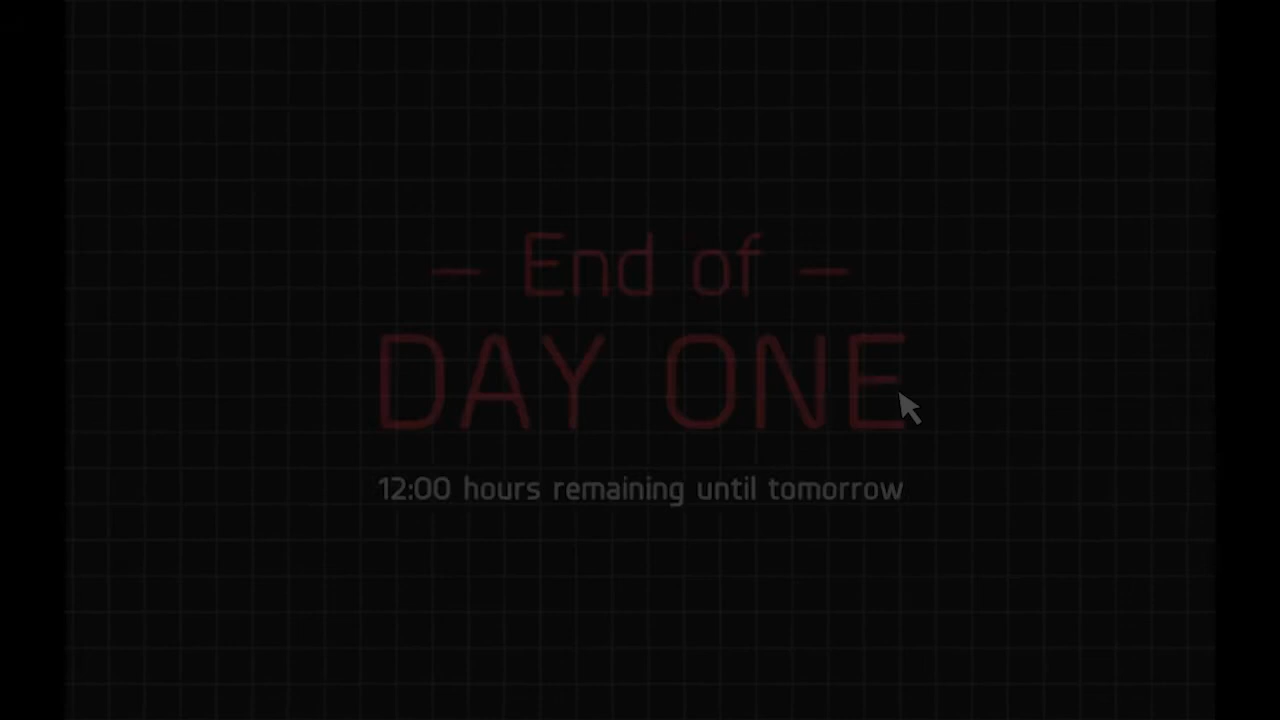 — End of —
DAY ONE
12:00 hours remaining until tomorrow